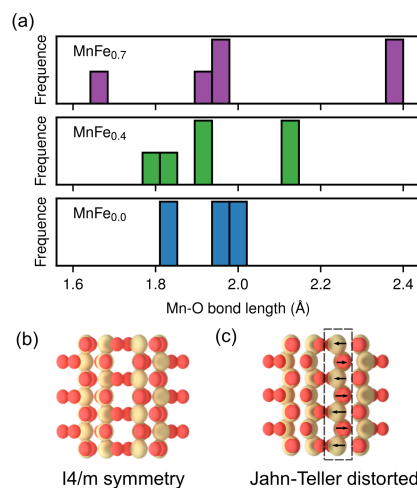 (a)
MnFe0.7
Frequence
MnFe0.4
Frequence
MnFe0.0
Frequence
1.6 1.8 2.0 2.2 2.4
Mn-O bond length (Å)
(b) (c)
I4/m symmetry Jahn-Teller distorted